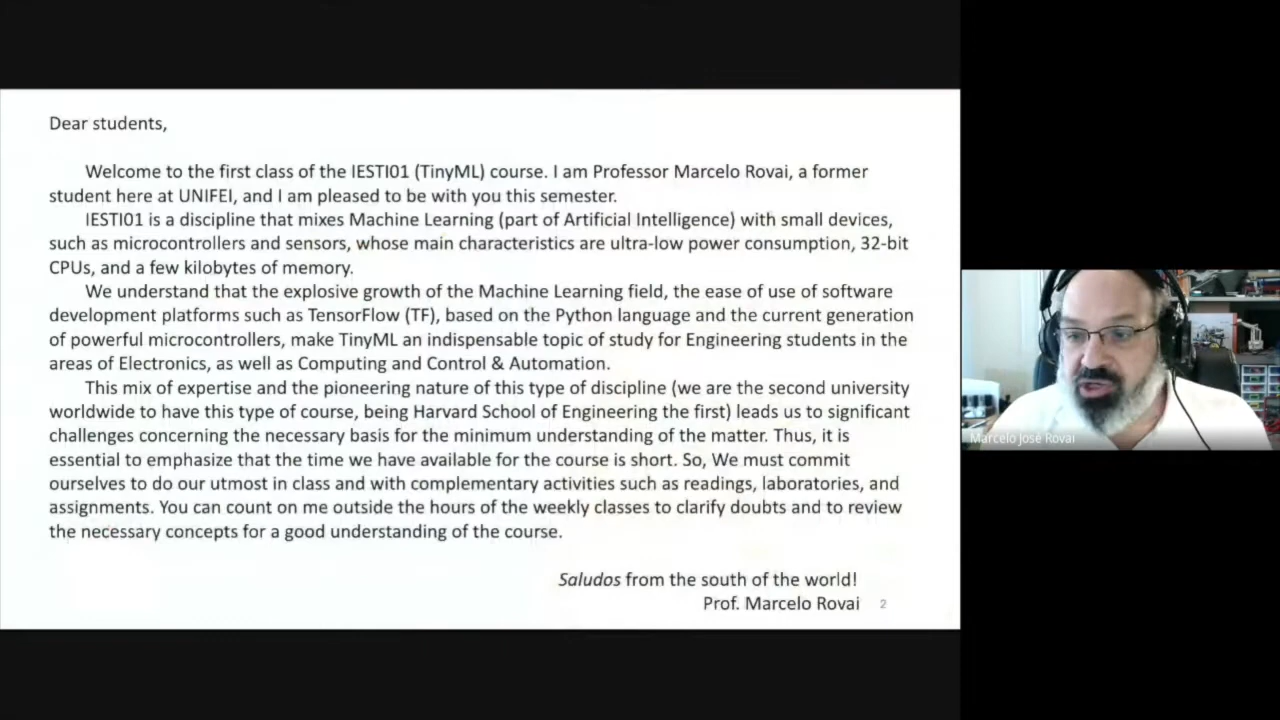 Dear students,
Welcome to the first class of the IESTI01 (TinyML) course. I am Professor Marcelo Rovai, a former
student here at UNIFEI, and I am pleased to be with you this semester.
IESTI01 is a discipline that mixes Machine Learning (part of Artificial Intelligence) with small devices,
such as microcontrollers and sensors, whose main characteristics are ultra-low power consumption, 32-bit
CPUs, and a few kilobytes of memory.
We understand that the explosive growth of the Machine Learning field, the ease of use of software
development platforms such as TensorFlow (TF), based on the Python language and the current generation
of powerful microcontrollers, make TinyML an indispensable topic of study for Engineering students in the
areas of Electronics, as well as Computing and Control & Automation.
This mix of expertise and the pioneering nature of this type of discipline (we are the second university
worldwide to have this type of course, being Harvard School of Engineering the first) leads us to significant
challenges concerning the necessary basis for the minimum understanding of the matter. Thus, it is
essential to emphasize that the time we have available for the course is short. So, We must commit
ourselves to do our utmost in class and with complementary activities such as readings, laboratories, and
assignments. You can count on me outside the hours of the weekly classes to clarify doubts and to review
the necessary concepts for a good understanding of the course.
Saludos from the south of the world!
Prof. Marcelo Rovai 2
Marcelo José Rovai